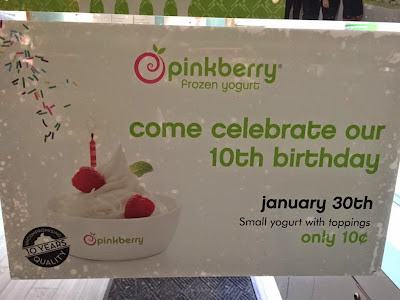 pinkberry®
frozen yogurt
come celebrate our
10th birthday
january 30th
Small yogurt with toppings
only 10¢
pinkberry
10 YEARS
QUALITY